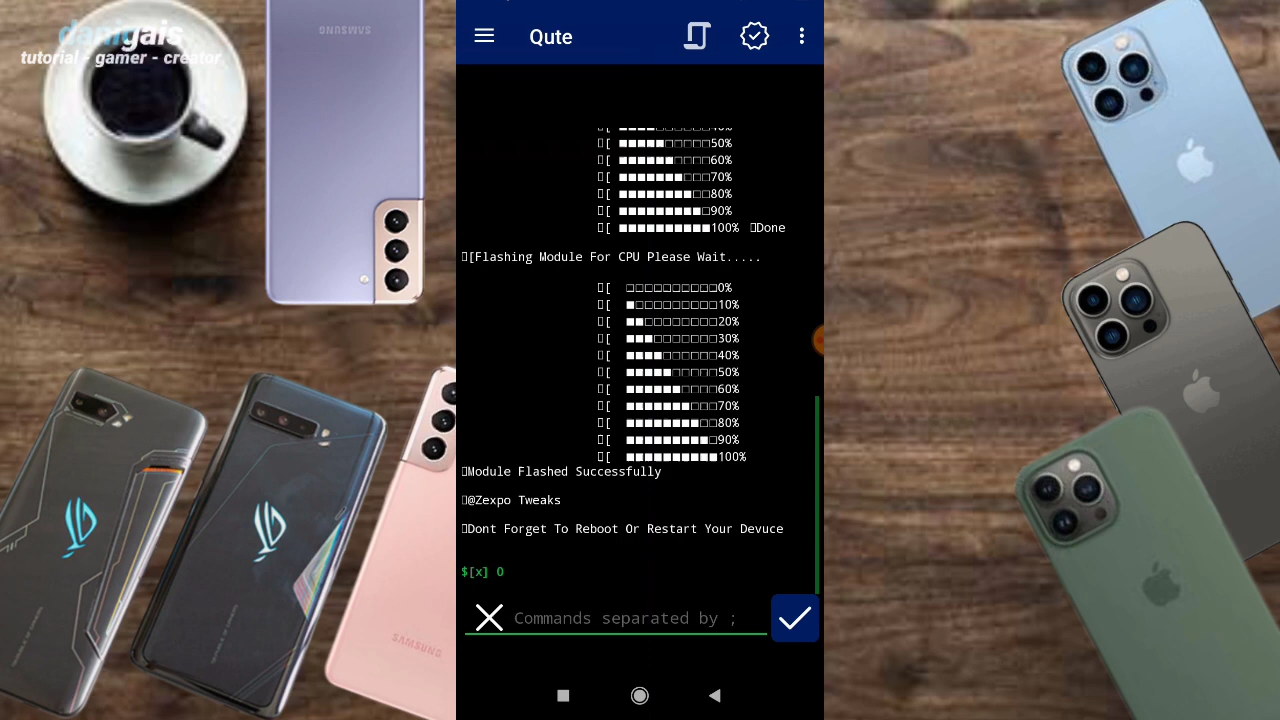 danigais
tutorial - gamer - creator
SAMSUNG
Qute
[ ■■■■□□□□□□40%
[ ■■■■■□□□□□50%
[ ■■■■■■□□□□60%
[ ■■■■■■■□□□70%
[ ■■■■■■■■□□80%
[ ■■■■■■■■■□90%
[ ■■■■■■■■■■100% Done
[Flashing Module For CPU Please Wait.....
[ □□□□□□□□□□0%
[ ■□□□□□□□□□10%
[ ■■□□□□□□□□20%
[ ■■■□□□□□□□30%
[ ■■■■□□□□□□40%
[ ■■■■■□□□□□50%
[ ■■■■■■□□□□60%
[ ■■■■■■■□□□70%
[ ■■■■■■■■□□80%
[ ■■■■■■■■■□90%
[ ■■■■■■■■■■100%
Module Flashed Successfully
@Zexpo Tweaks
Dont Forget To Reboot Or Restart Your Devuce
$[x] 0
Commands separated by ;
SAMSUNG